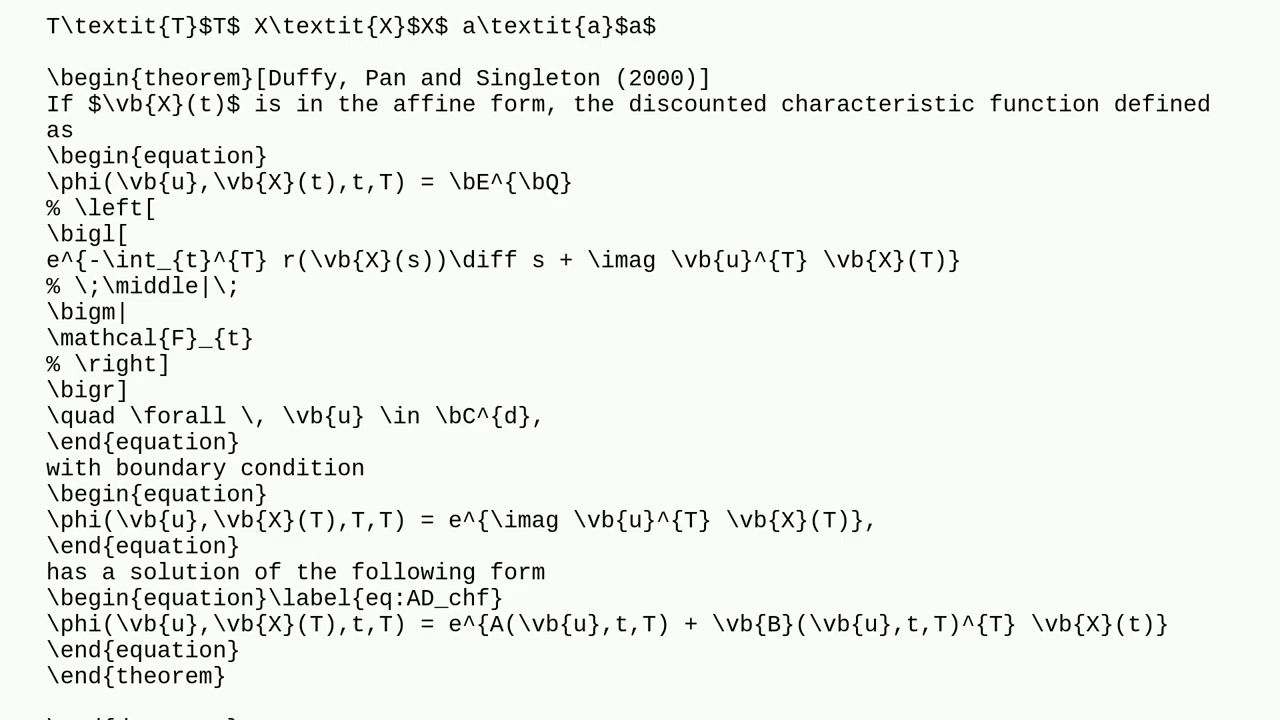 T\textit{T}$T$ X\textit{X}$X$ a\textit{a}$a$
\begin{theorem}[Duffy, Pan and Singleton (2000)]
If $\vb{X}(t)$ is in the affine form, the discounted characteristic function defined
as
\begin{equation}
\phi(\vb{u},\vb{X}(t),t,T) = \bE^{\bQ}
% \left[
\bigl[
e^{-\int_{t}^{T} r(\vb{X}(s))\diff s + \imag \vb{u}^{T} \vb{X}(T)}
% \;\middle|\;
\bigm|
\mathcal{F}_{t}
% \right]
\bigr]
\quad \forall \, \vb{u} \in \bC^{d},
\end{equation}
with boundary condition
\begin{equation}
\phi(\vb{u},\vb{X}(T),T,T) = e^{\imag \vb{u}^{T} \vb{X}(T)},
\end{equation}
has a solution of the following form
\begin{equation}\label{eq:AD_chf}
\phi(\vb{u},\vb{X}(T),t,T) = e^{A(\vb{u},t,T) + \vb{B}(\vb{u},t,T)^{T} \vb{X}(t)}
\end{equation}
\end{theorem}